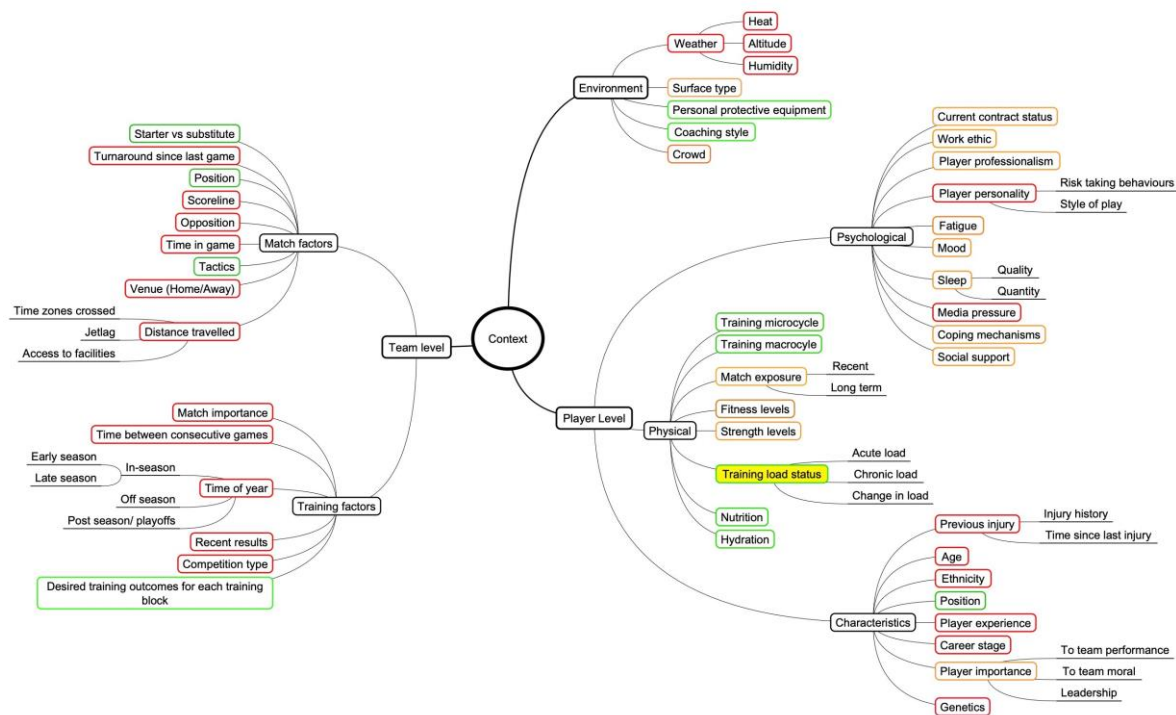 Context
Environment
Weather
Heat
Altitude
Humidity
Surface type
Personal protective equipment
Coaching style
Crowd
Team level
Match factors
Starter vs substitute
Turnaround since last game
Position
Scoreline
Opposition
Time in game
Tactics
Venue (Home/Away)
Distance travelled
Time zones crossed
Jetlag
Access to facilities
Training factors
Match importance
Time between consecutive games
Time of year
In-season
Early season
Late season
Off season
Post season/ playoffs
Recent results
Competition type
Desired training outcomes for each training
block
Player Level
Psychological
Current contract status
Work ethic
Player professionalism
Player personality
Risk taking behaviours
Style of play
Fatigue
Mood
Sleep
Quality
Quantity
Media pressure
Coping mechanisms
Social support
Physical
Training microcycle
Training macrocyle
Match exposure
Recent
Long term
Fitness levels
Strength levels
Training load status
Acute load
Chronic load
Change in load
Nutrition
Hydration
Characteristics
Previous injury
Injury history
Time since last injury
Age
Ethnicity
Position
Player experience
Career stage
Player importance
To team performance
To team moral
Leadership
Genetics